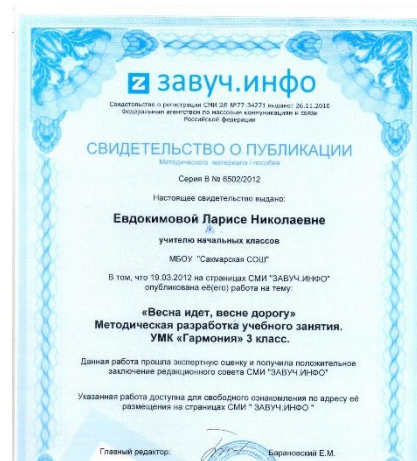 завуч.инфо
Свидетельство о регистрации СМИ ЭЛ №77-34271 выдано: 26.11.2010
Федеральным агентством по массовым коммуникациям и связи
Российской федерации
СВИДЕТЕЛЬСТВО О ПУБЛИКАЦИИ
Методического материала / пособия
Серия В № 6502/2012
Настоящее свидетельство выдано:
Евдокимовой Ларисе Николаевне
учителю начальных классов
МБОУ "Сакмарская СОШ"
В том, что 19.03.2012 на страницах СМИ "ЗАВУЧ.ИНФО"
опубликована её(его) работа на тему:
«Весна идет, весне дорогу»
Методическая разработка учебного занятия.
УМК «Гармония» 3 класс.
Данная работа прошла экспертную оценку и получила положительное
заключение редакционного совета СМИ "ЗАВУЧ.ИНФО"
Указанная работа доступна для свободного ознакомления по адресу её
размещения на страницах СМИ " ЗАВУЧ.ИНФО "
Главный редактор: Барановский Е.М.